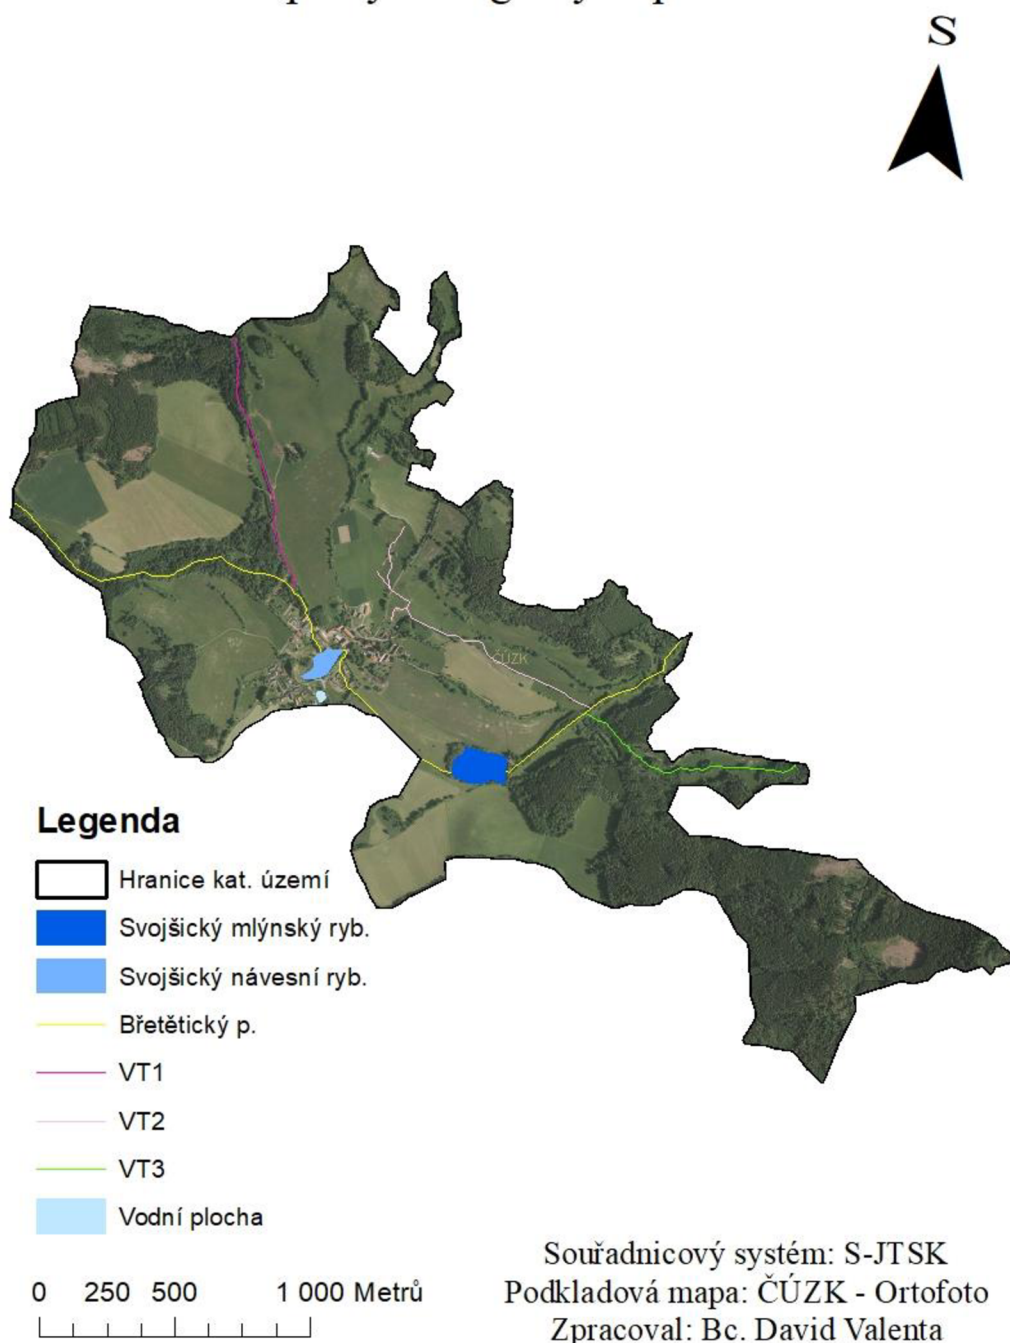 S
ČÚZK
Legenda
Hranice kat. území
Svojšický mlýnský ryb.
Svojšický návesní ryb.
Břetětický p.
VT1
VT2
VT3
Vodní plocha
0 250 500 1 000 Metrů
Souřadnicový systém: S-JTSK
Podkladová mapa: ČÚZK - Ortofoto
Zpracoval: Bc. David Valenta